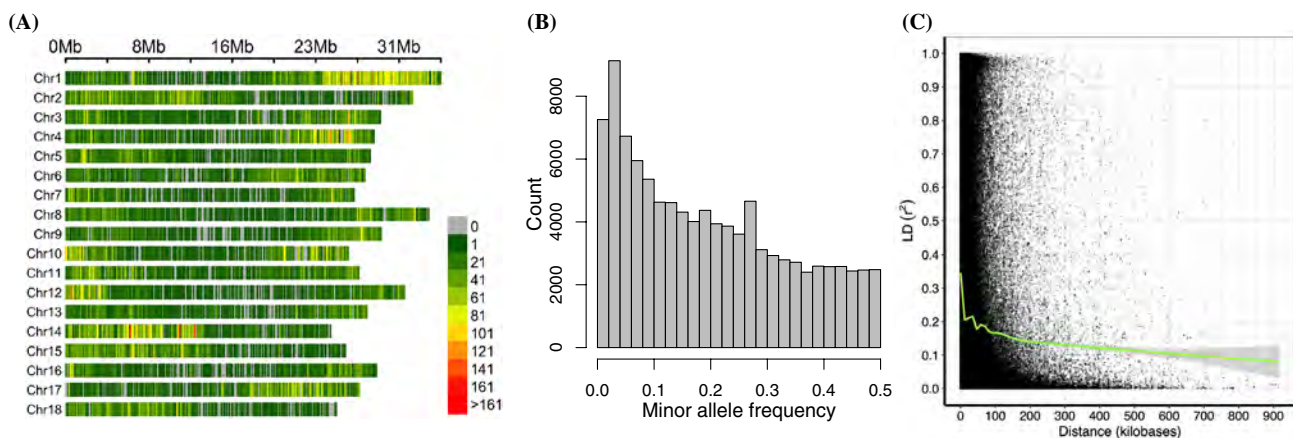 (A)
0Mb 8Mb 16Mb 23Mb 31Mb
Chr1
Chr2
Chr3
Chr4
Chr5
Chr6
Chr7
Chr8
Chr9
Chr10
Chr11
Chr12
Chr13
Chr14
Chr15
Chr16
Chr17
Chr18
0
1
21
41
61
81
101
121
141
161
>161
(B)
Count
8000
6000
4000
2000
0
0.0 0.1 0.2 0.3 0.4 0.5
Minor allele frequency
(C)
LD (r²)
1.0
0.9
0.8
0.7
0.6
0.5
0.4
0.3
0.2
0.1
0.0
0 100 200 300 400 500 600 700 800 900
Distance (kilobases)